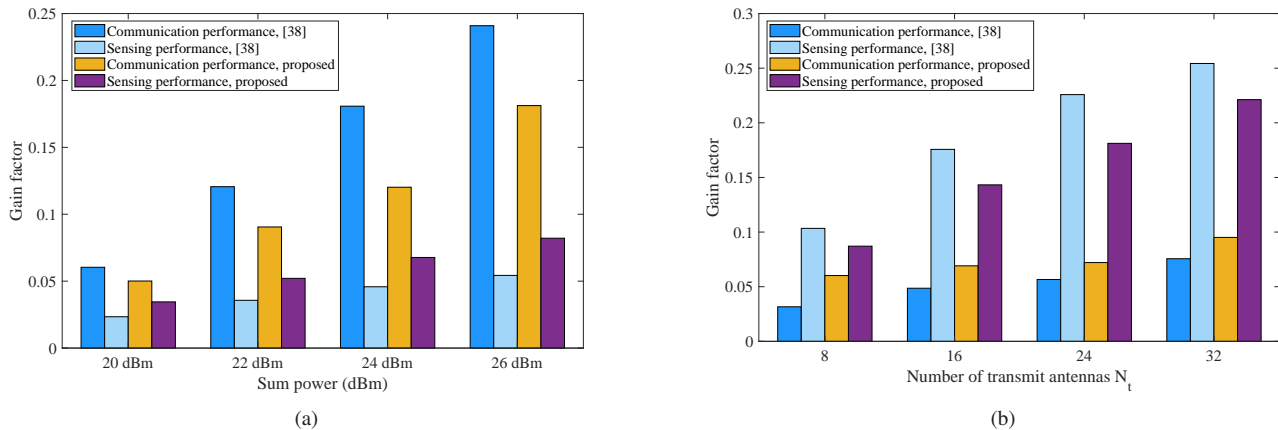 0.25
0.2
0.15
0.1
0.05
0
Gain factor
Communication performance, [38]
Sensing performance, [38]
Communication performance, proposed
Sensing performance, proposed
20 dBm 22 dBm 24 dBm 26 dBm
Sum power (dBm)
(a)
0.3
0.25
0.2
0.15
0.1
0.05
0
Gain factor
Communication performance, [38]
Sensing performance, [38]
Communication performance, proposed
Sensing performance, proposed
8 16 24 32
Number of transmit antennas N_t
(b)